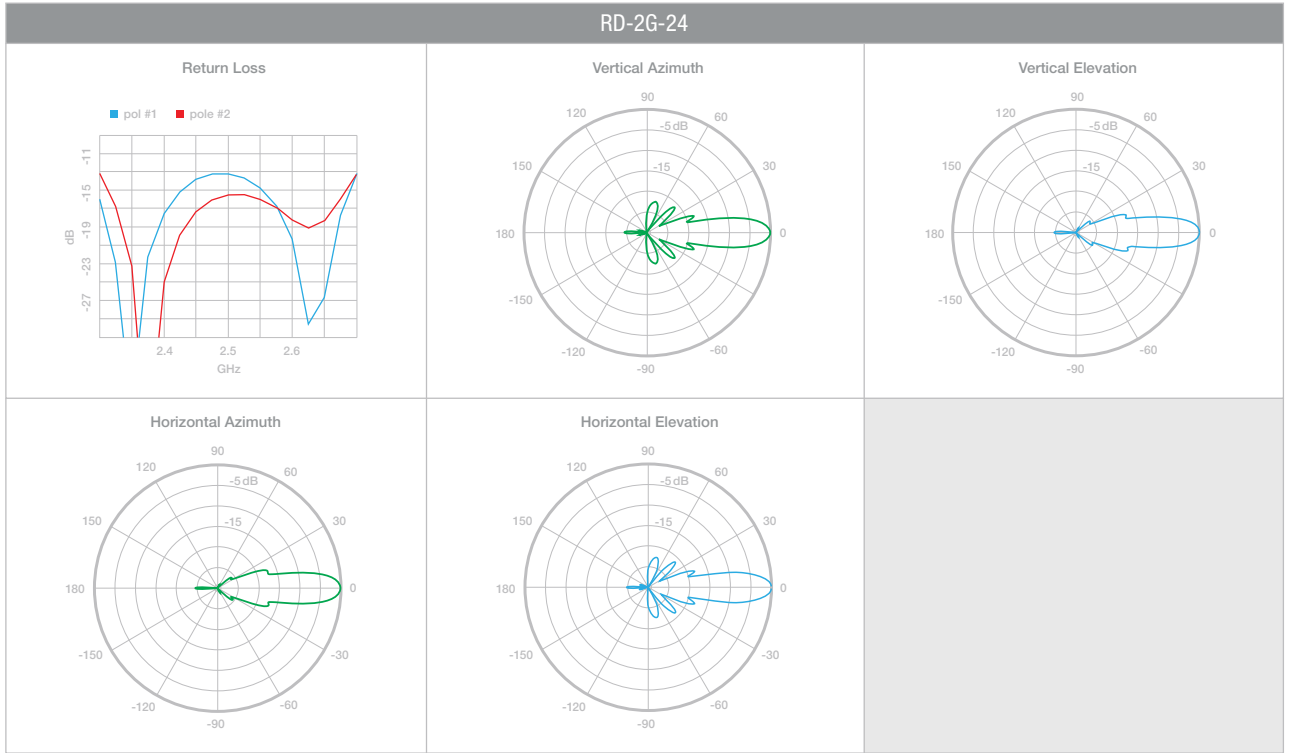 RD-2G-24
Return Loss
pol #1 pole #2
-11
-15
-19
-23
-27
dB
2.4 2.5 2.6
GHz
Vertical Azimuth
90
120 60
-5 dB
150 -15 30
180 0
-150
-120 -60
-90
Vertical Elevation
90
120 60
-5 dB
150 -15 30
180 0
-150
-120 -60
-90
Horizontal Azimuth
90
120 60
-5 dB
150 -15 30
180 0
-150 -30
-120 -60
-90
Horizontal Elevation
90
120 60
-5 dB
150 -15 30
180 0
-150 -30
-120 -60
-90